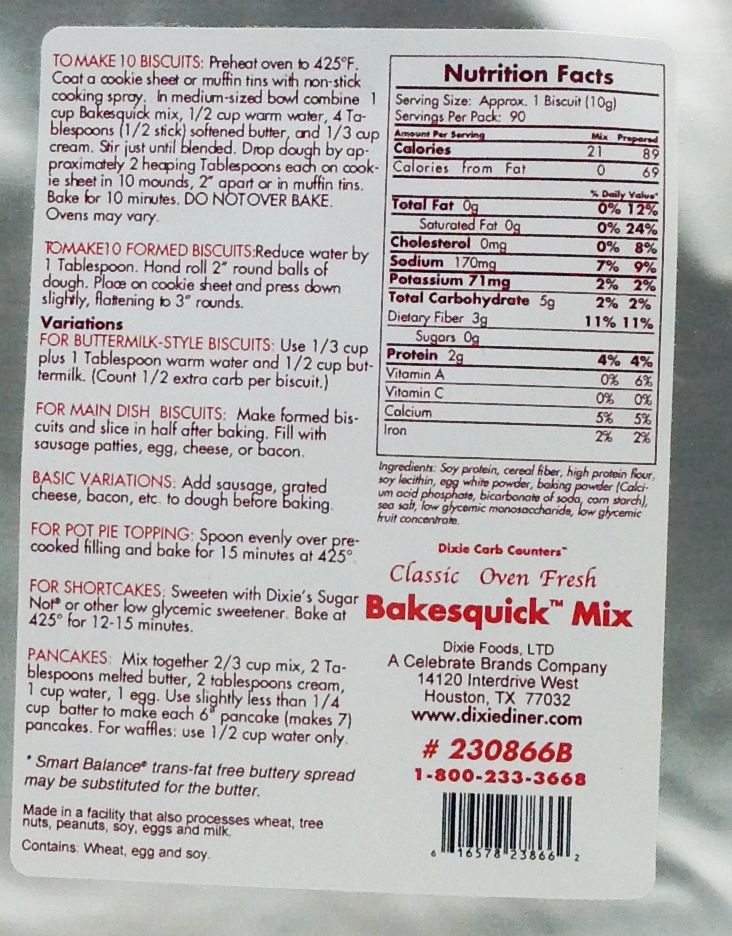 TO MAKE 10 BISCUITS: Preheat oven to 425°F.
Coat a cookie sheet or muffin tins with non-stick
cooking spray. In medium-sized bowl combine 1
cup Bakesquick mix, 1/2 cup warm water, 4 Ta-
blespoons (1/2 stick) softened butter, and 1/3 cup
cream. Stir just until blended. Drop dough by ap-
proximately 2 heaping Tablespoons each on cook-
ie sheet in 10 mounds, 2" apart or in muffin tins.
Bake for 10 minutes. DO NOT OVER BAKE.
Ovens may vary.
TO MAKE 10 FORMED BISCUITS: Reduce water by
1 Tablespoon. Hand roll 2" round balls of
dough. Place on cookie sheet and press down
slightly, flattening to 3" rounds.
Variations
FOR BUTTERMILK-STYLE BISCUITS: Use 1/3 cup
plus 1 Tablespoon warm water and 1/2 cup but-
termilk. (Count 1/2 extra carb per biscuit.)
FOR MAIN DISH BISCUITS: Make formed bis-
cuits and slice in half after baking. Fill with
sausage patties, egg, cheese, or bacon.
BASIC VARIATIONS: Add sausage, grated
cheese, bacon, etc. to dough before baking.
FOR POT PIE TOPPING: Spoon evenly over pre-
cooked filling and bake for 15 minutes at 425°.
FOR SHORTCAKES: Sweeten with Dixie's Sugar
Not® or other low glycemic sweetener. Bake at
425° for 12-15 minutes.
PANCAKES: Mix together 2/3 cup mix, 2 Ta-
blespoons melted butter, 2 tablespoons cream,
1 cup water, 1 egg. Use slightly less than 1/4
cup batter to make each 6" pancake (makes 7)
pancakes. For waffles: use 1/2 cup water only.
* Smart Balance® trans-fat free buttery spread
may be substituted for the butter.
Made in a facility that also processes wheat, tree
nuts, peanuts, soy, eggs and milk.
Contains: Wheat, egg and soy.
Nutrition Facts
Serving Size: Approx. 1 Biscuit (10g)
Servings Per Pack: 90
Amount Per Serving Mix Prepared
Calories 21 89
Calories from Fat 0 69
% Daily Value*
Total Fat 0g 0% 12%
Saturated Fat 0g 0% 24%
Cholesterol 0mg 0% 8%
Sodium 170mg 7% 9%
Potassium 71mg 2% 2%
Total Carbohydrate 5g 2% 2%
Dietary Fiber 3g 11% 11%
Sugars 0g
Protein 2g 4% 4%
Vitamin A 0% 6%
Vitamin C 0% 0%
Calcium 5% 5%
Iron 2% 2%
Ingredients: Soy protein, cereal fiber, high protein flour,
soy lecithin, egg white powder, baking powder (Calci-
um acid phosphate, bicarbonate of soda, corn starch),
sea salt, low glycemic monosaccharide, low glycemic
fruit concentrate.
Dixie Carb Counters™
Classic Oven Fresh
Bakesquick™ Mix
Dixie Foods, LTD
A Celebrate Brands Company
14120 Interdrive West
Houston, TX 77032
www.dixiediner.com
# 230866B
1-800-233-3668
6 16578 23866 2